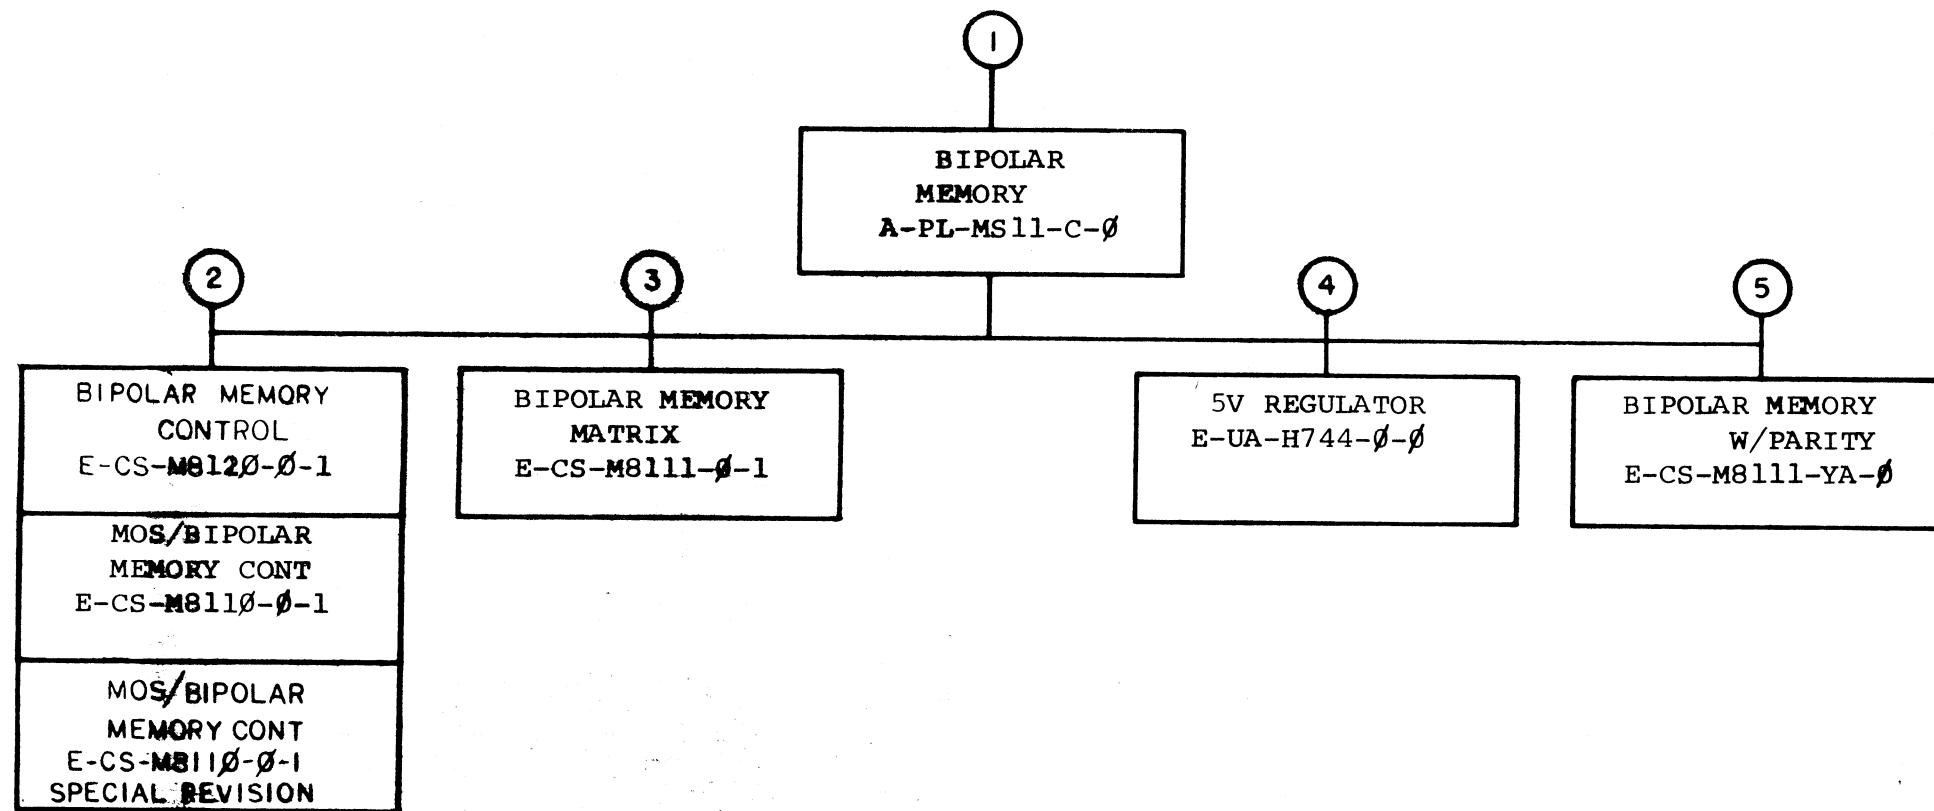 1
BIPOLAR
MEMORY
A-PL-MS11-C-Ø
2
BIPOLAR MEMORY
CONTROL
E-CS-M812Ø-Ø-1
MOS/BIPOLAR
MEMORY CONT
E-CS-M811Ø-Ø-1
MOS/BIPOLAR
MEMORY CONT
E-CS-M811Ø-Ø-1
SPECIAL REVISION
3
BIPOLAR MEMORY
MATRIX
E-CS-M8111-Ø-1
4
5V REGULATOR
E-UA-H744-Ø-Ø
5
BIPOLAR MEMORY
W/PARITY
E-CS-M8111-YA-Ø